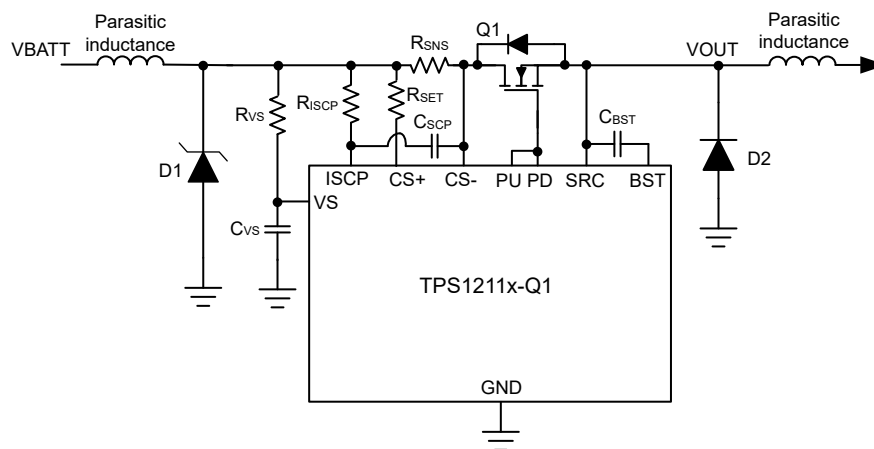 Parasitic
inductance
VBATT
Q1
RSNS
VOUT
Parasitic
inductance
RVS
RISCP
RSET
CSCP
CBST
D1
D2
ISCP
CS+
CS-
PU
PD
SRC
BST
VS
CVS
TPS1211x-Q1
GND